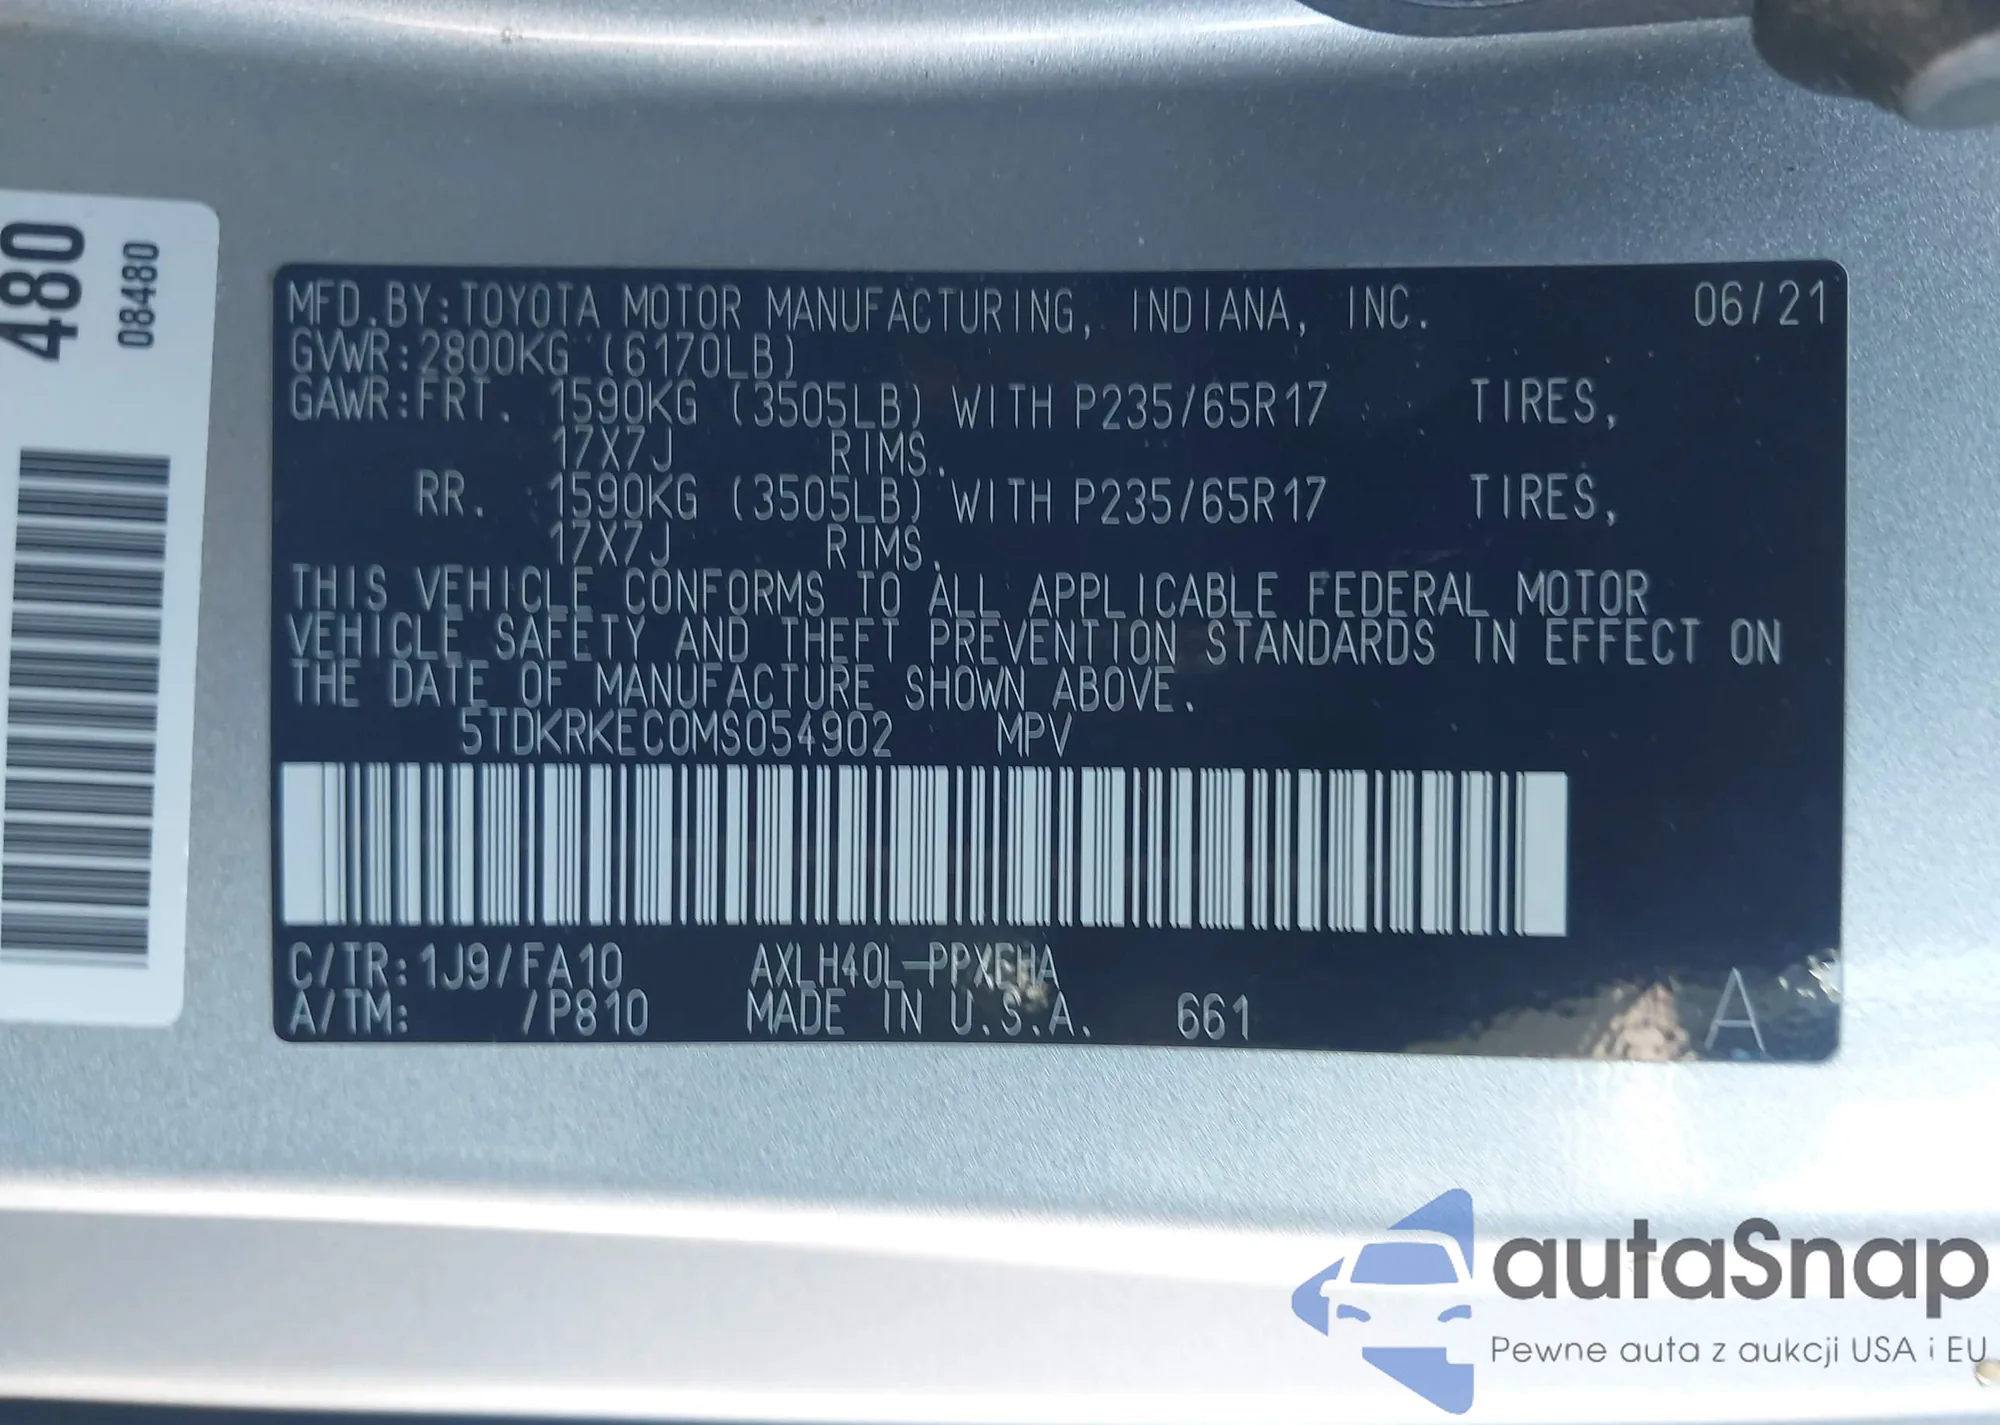 480
08480
MFD.BY:TOYOTA MOTOR MANUFACTURING, INDIANA, INC. 06/21
GVWR:2800KG (6170LB)
GAWR:FRT. 1590KG (3505LB) WITH P235/65R17 TIRES,
17X7J RIMS.
RR. 1590KG (3505LB) WITH P235/65R17 TIRES,
17X7J RIMS.
THIS VEHICLE CONFORMS TO ALL APPLICABLE FEDERAL MOTOR
VEHICLE SAFETY AND THEFT PREVENTION STANDARDS IN EFFECT ON
THE DATE OF MANUFACTURE SHOWN ABOVE.
5TDKRKEC0MS054902 MPV
C/TR:1J9/FA10 AXLH40L-PPXEHA
A/TM: /P810 MADE IN U.S.A. 661 A
autaSnap
Pewne auta z aukcji USA i EU